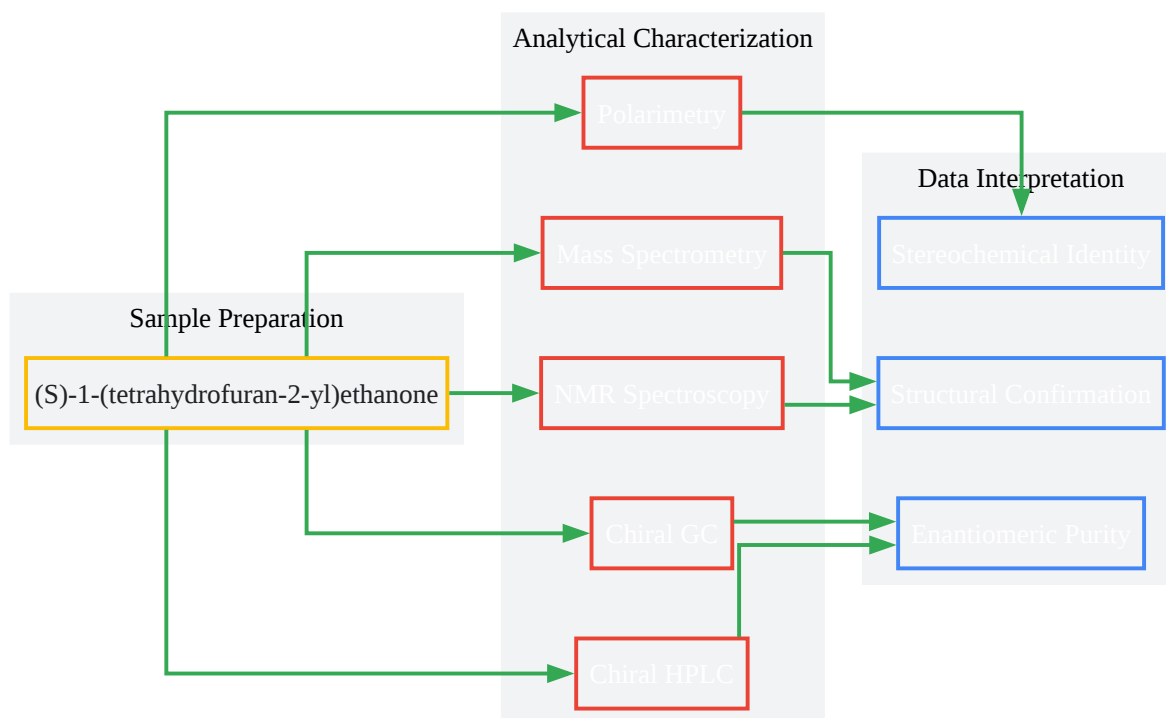 Analytical Characterization
Polarimetry
Data Interpretation
Mass Spectrometry
Stereochemical Identity
Sample Preparation
(S)-1-(tetrahydrofuran-2-yl)ethanone
NMR Spectroscopy
Structural Confirmation
Chiral GC
Enantiomeric Purity
Chiral HPLC